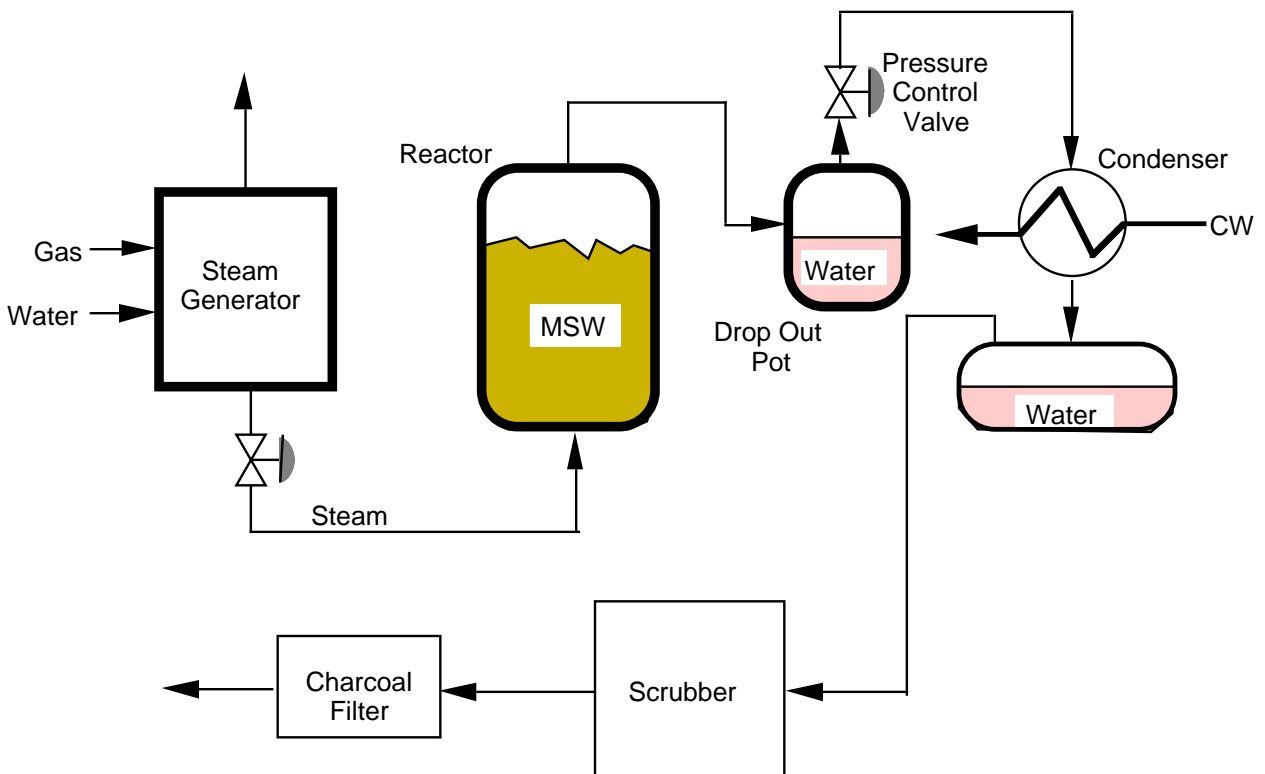 Pressure
Control
Valve
Reactor
Condenser
Gas
Steam
Generator
Water
CW
Water
MSW
Drop Out
Pot
Water
Steam
Charcoal
Filter
Scrubber